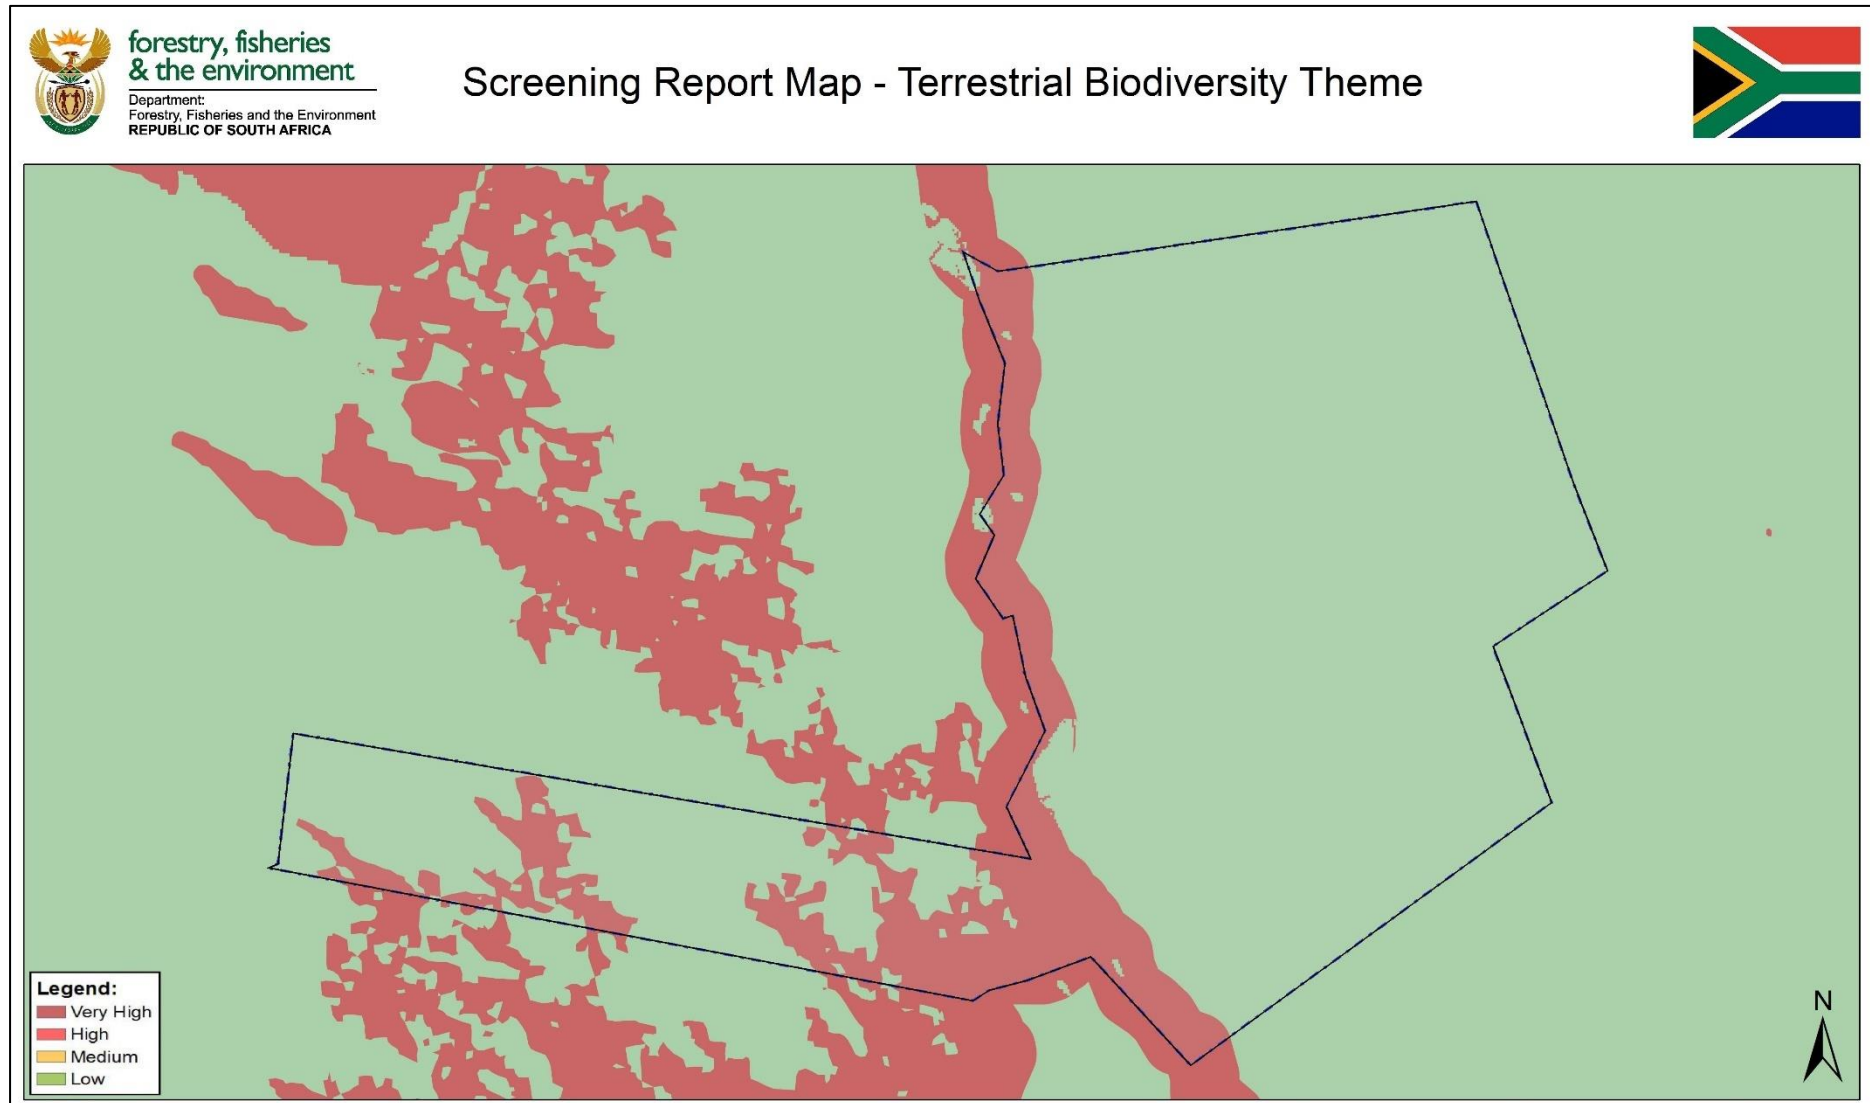 forestry, fisheries
& the environment
Department:
Forestry, Fisheries and the Environment
REPUBLIC OF SOUTH AFRICA
Screening Report Map - Terrestrial Biodiversity Theme
Legend:
Very High
High
Medium
Low
N